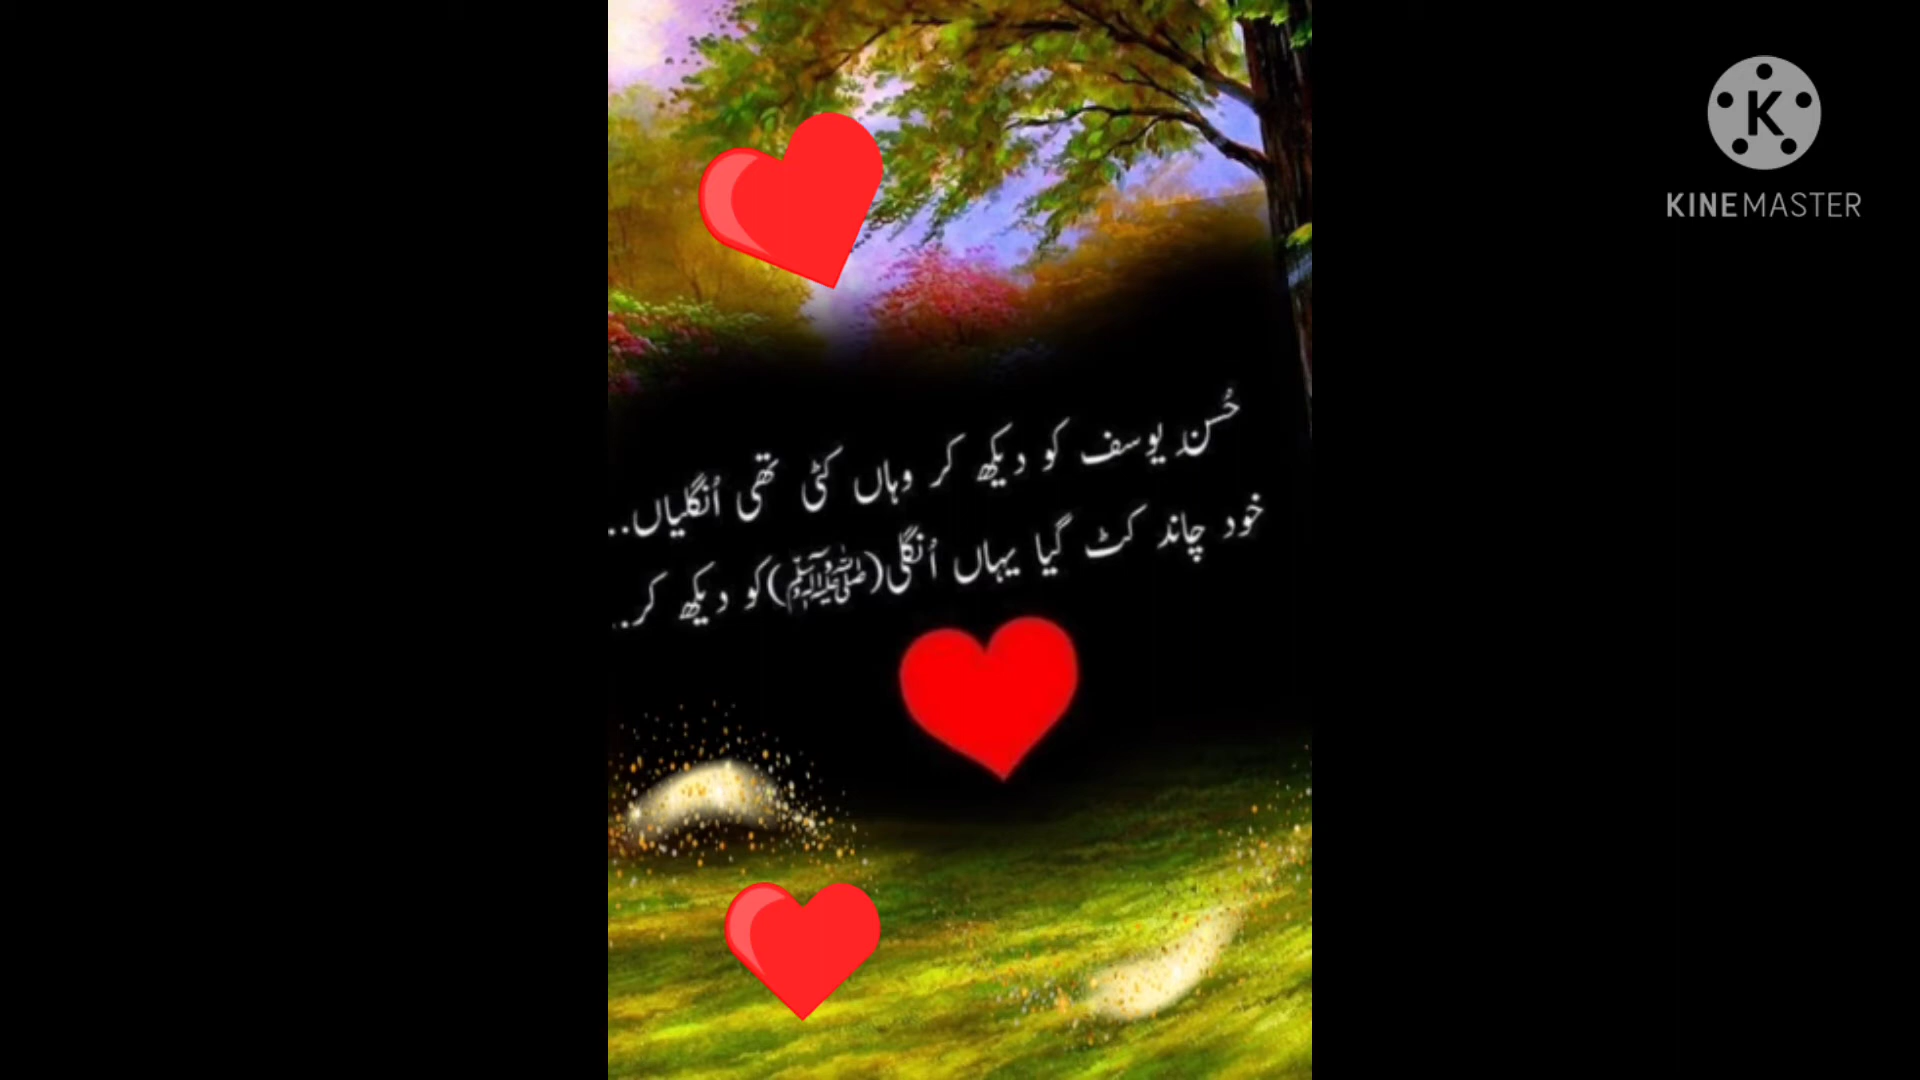 KINEMASTER
حُسنِ یوسف کو دیکھ کر وہاں کٹی تھی اُنگلیاں..
خود چاند کٹ گیا یہاں اُنگلی(ﷺ)کو دیکھ کر..